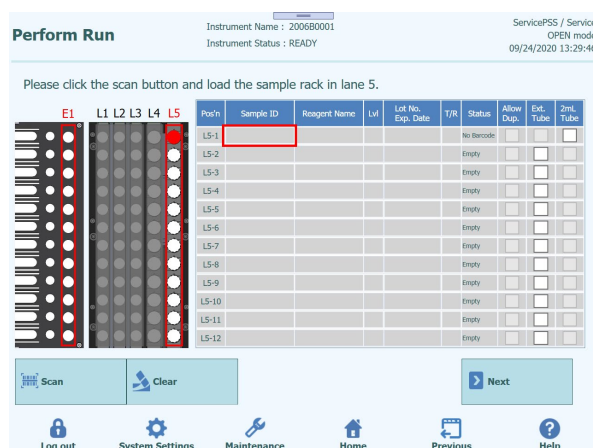 Perform Run
Instrument Name : 2006B0001
Instrument Status : READY
ServicePSS / Service
OPEN mode
09/24/2020 13:29:46
Please click the scan button and load the sample rack in lane 5.
E1 L1 L2 L3 L4 L5
Pos'n Sample ID Reagent Name Lvl Lot No. Exp. Date T/R Status Allow Dup. Ext. Tube 2mL Tube
L5-1 No Barcode
L5-2 Empty
L5-3 Empty
L5-4 Empty
L5-5 Empty
L5-6 Empty
L5-7 Empty
L5-8 Empty
L5-9 Empty
L5-10 Empty
L5-11 Empty
L5-12 Empty
Scan Clear Next
Log out System Settings Maintenance Home Previous Help